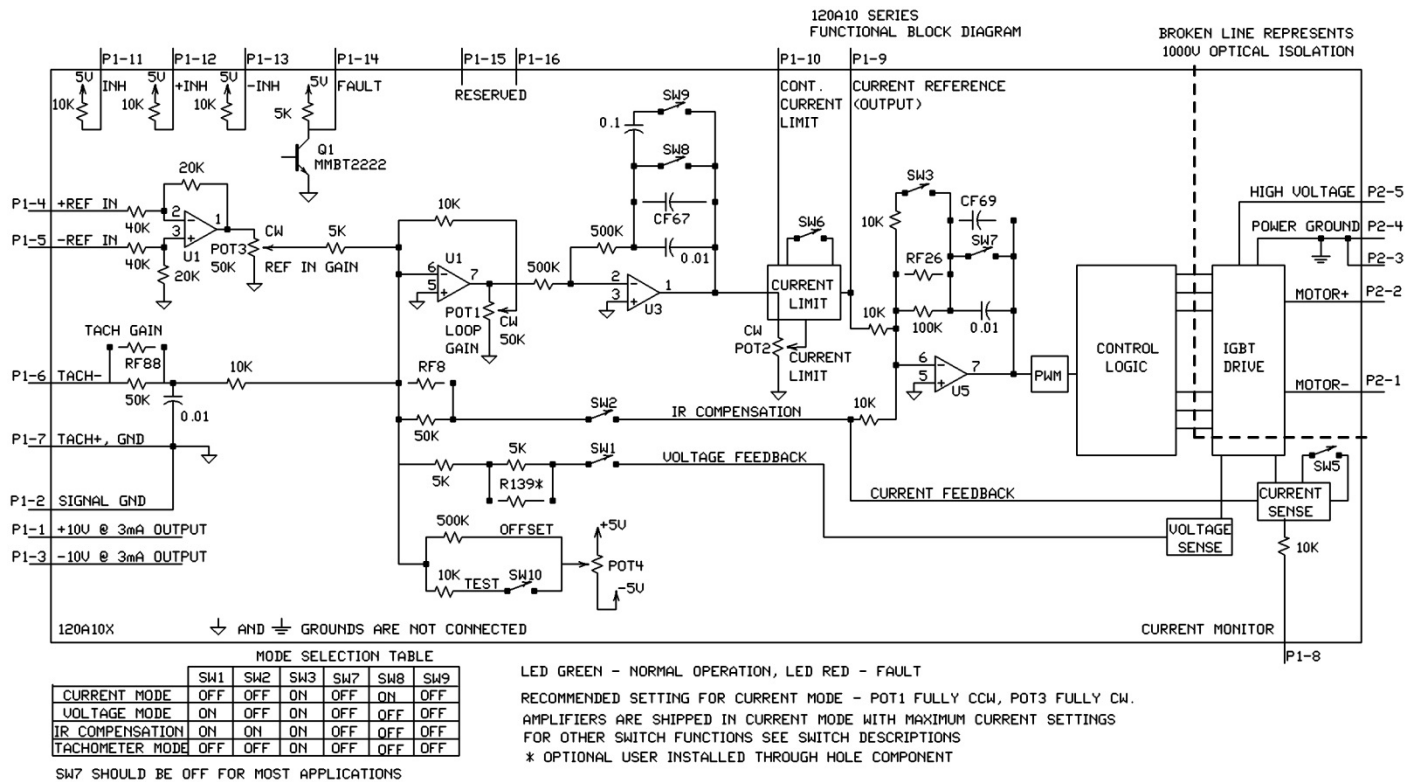 120A10 SERIES
FUNCTIONAL BLOCK DIAGRAM
BROKEN LINE REPRESENTS
1000V OPTICAL ISOLATION
P1-11 P1-12 P1-13 P1-14 P1-15 P1-16 P1-10 P1-9
5V INH 5V +INH 5V -INH 5V FAULT
RESERVED
CONT. CURRENT LIMIT
CURRENT REFERENCE (OUTPUT)
10K 10K 10K 5K
Q1
MMBT2222
SW9
0.1
SW8
CF67
500K 0.01
20K
P1-4 +REF IN
40K
2 3 1
U1
P1-5 -REF IN
40K
20K
POT3
50K
CW
REF IN GAIN
5K
10K
U1
6 5 7
POT1
LOOP
GAIN
CW
50K
500K
2 3 1
U3
SW6
CURRENT
LIMIT
CW
POT2
CURRENT
LIMIT
SW3
10K
CF69
SW7
RF26
100K 0.01
10K
6 5 7
U5
PWM
CONTROL
LOGIC
IGBT
DRIVE
HIGH VOLTAGE P2-5
POWER GROUND P2-4
P2-3
MOTOR+ P2-2
MOTOR- P2-1
TACH GAIN
RF88
P1-6 TACH-
50K
10K
0.01
P1-7 TACH+, GND
P1-2 SIGNAL GND
P1-1 +10V @ 3mA OUTPUT
P1-3 -10V @ 3mA OUTPUT
RF8
50K
SW2
IR COMPENSATION
10K
5K
5K
R139*
SW1
VOLTAGE FEEDBACK
CURRENT FEEDBACK
SW5
CURRENT
SENSE
VOLTAGE
SENSE
10K
500K OFFSET
+5V
10K TEST SW10
POT4
-5V
120A10X
AND GROUNDS ARE NOT CONNECTED
CURRENT MONITOR
P1-8
MODE SELECTION TABLE
SW1 SW2 SW3 SW7 SW8 SW9
CURRENT MODE OFF OFF ON OFF ON OFF
VOLTAGE MODE ON OFF OFF OFF OFF OFF
IR COMPENSATION ON ON OFF OFF OFF OFF
TACHOMETER MODE OFF OFF ON OFF OFF OFF
SW7 SHOULD BE OFF FOR MOST APPLICATIONS
LED GREEN - NORMAL OPERATION, LED RED - FAULT
RECOMMENDED SETTING FOR CURRENT MODE - POT1 FULLY CCW, POT3 FULLY CW.
AMPLIFIERS ARE SHIPPED IN CURRENT MODE WITH MAXIMUM CURRENT SETTINGS
FOR OTHER SWITCH FUNCTIONS SEE SWITCH DESCRIPTIONS
* OPTIONAL USER INSTALLED THROUGH HOLE COMPONENT